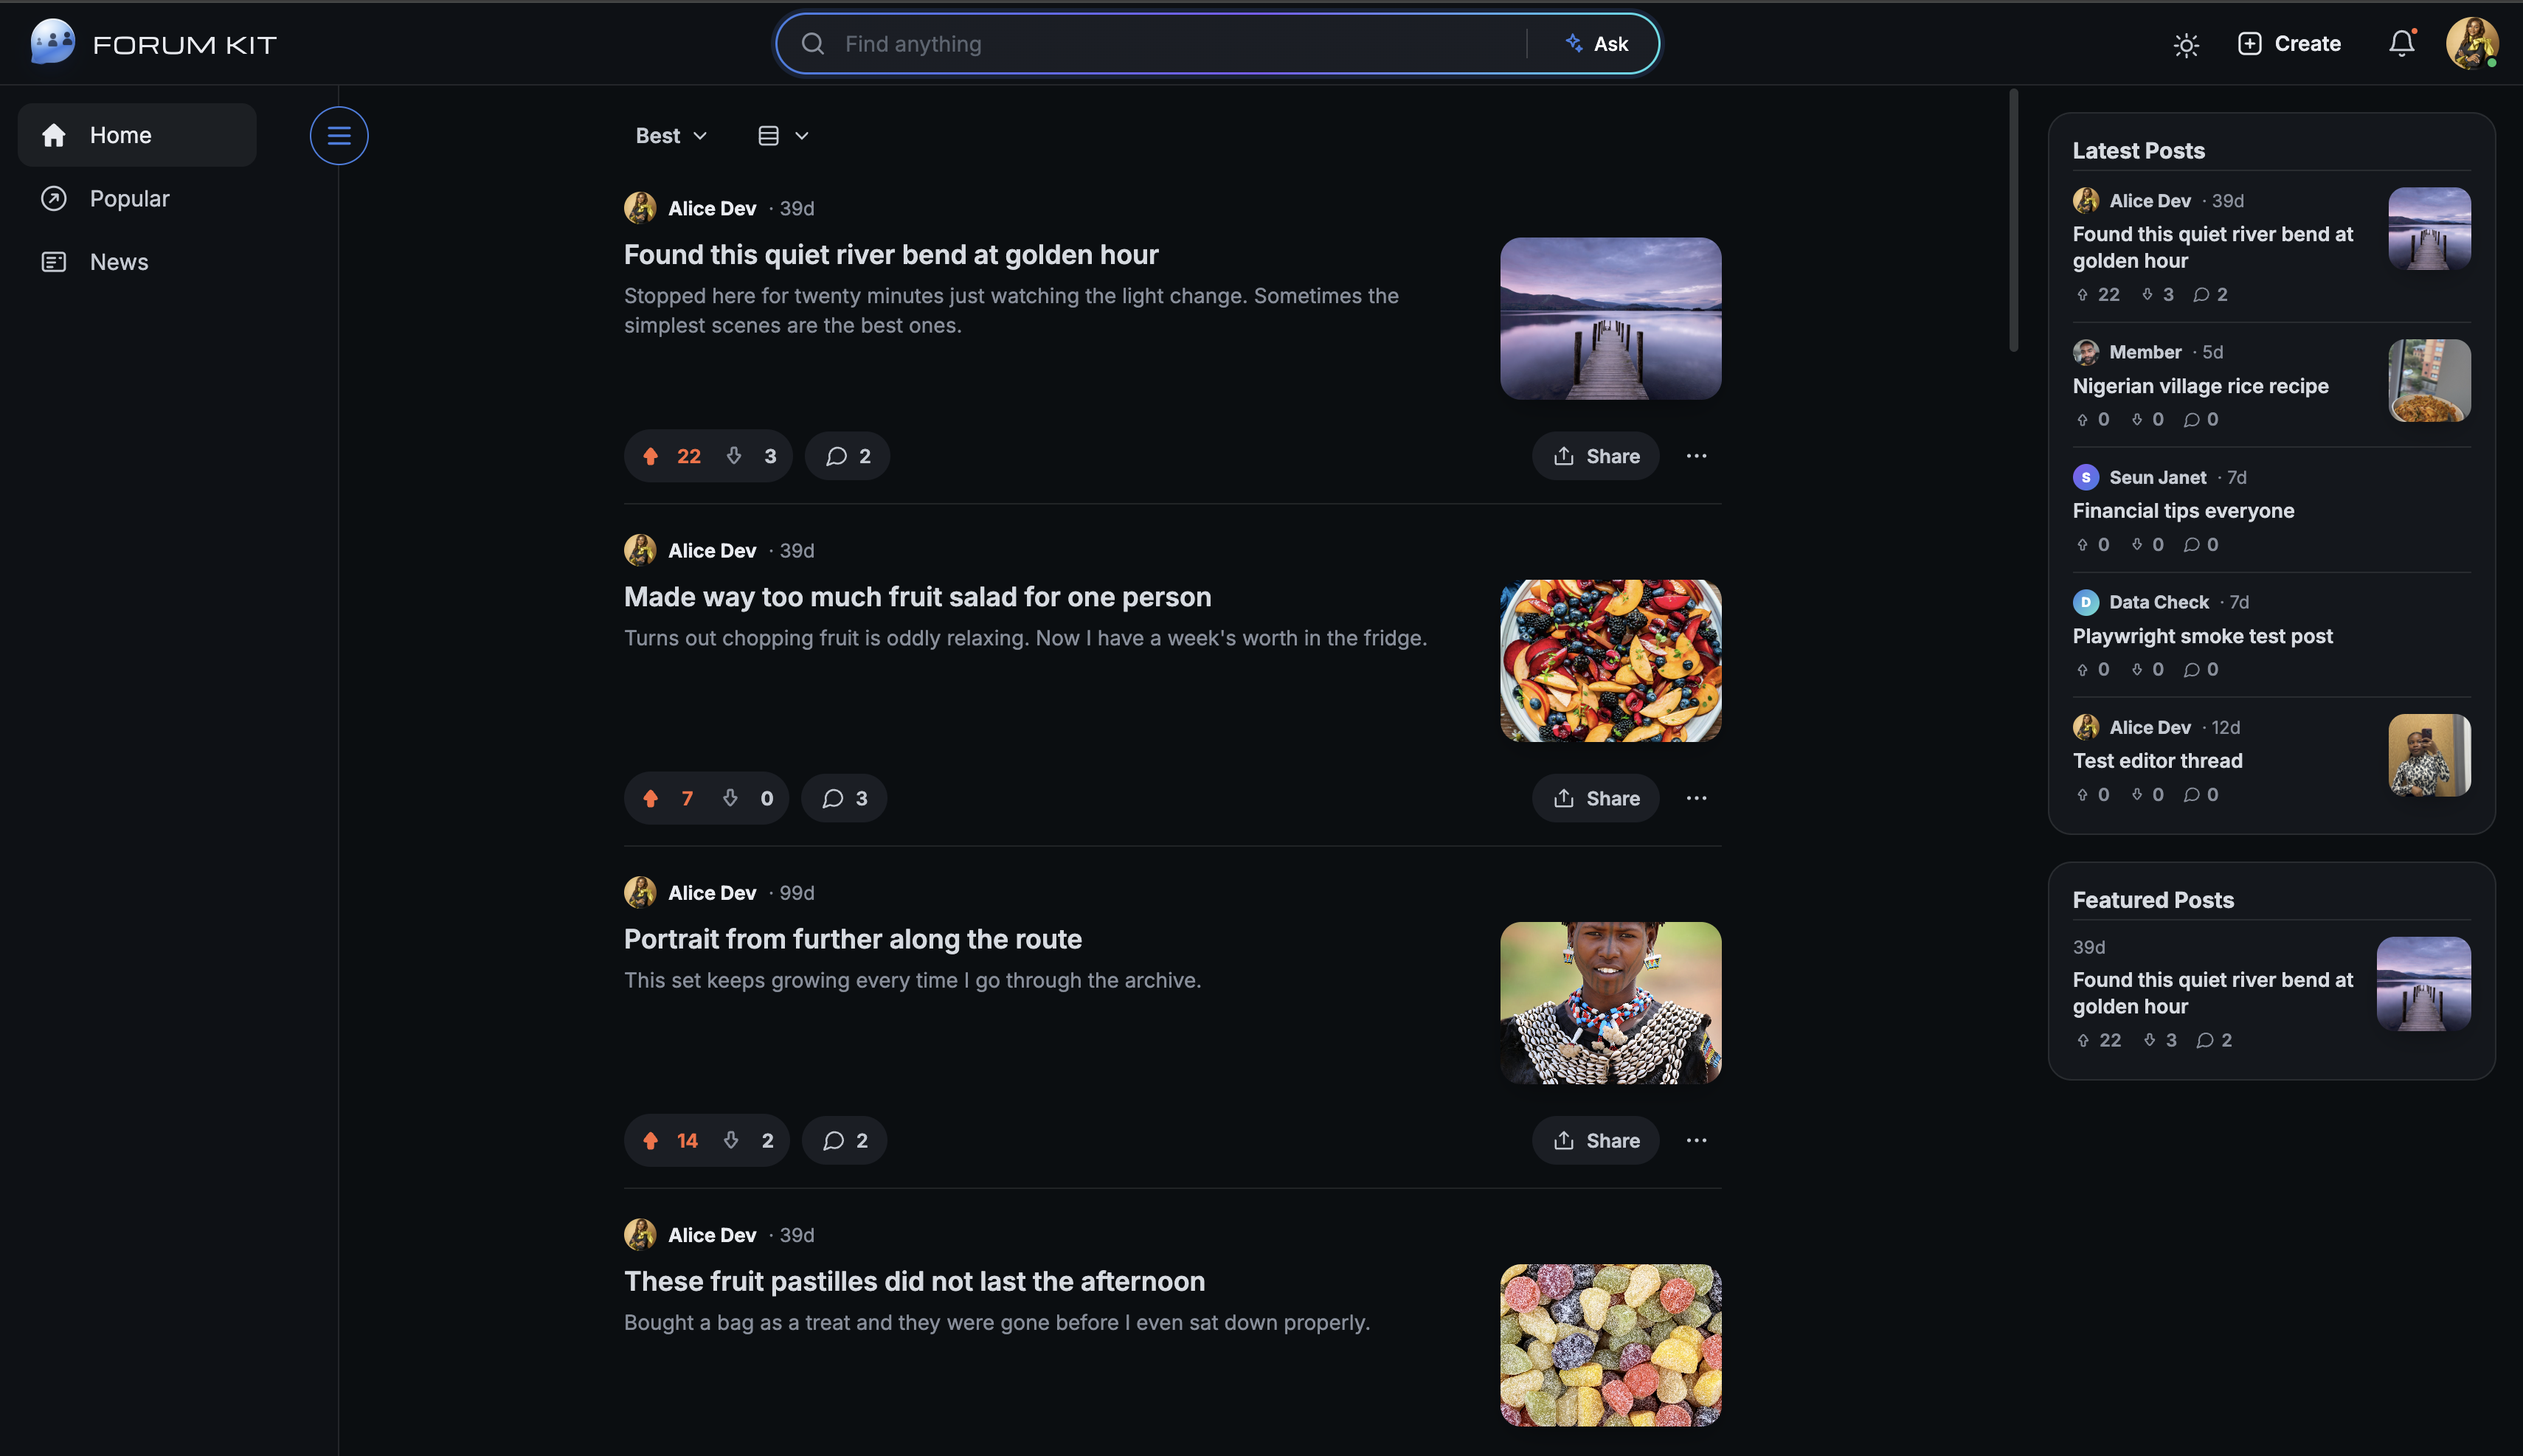 FORUM KIT
Find anything
Ask
Create
Home
Popular
News
Best
Alice Dev · 39d
Found this quiet river bend at golden hour
Stopped here for twenty minutes just watching the light change. Sometimes the
simplest scenes are the best ones.
22 3 2
Share
Alice Dev · 39d
Made way too much fruit salad for one person
Turns out chopping fruit is oddly relaxing. Now I have a week's worth in the fridge.
7 0 3
Share
Alice Dev · 99d
Portrait from further along the route
This set keeps growing every time I go through the archive.
14 2 2
Share
Alice Dev · 39d
These fruit pastilles did not last the afternoon
Bought a bag as a treat and they were gone before I even sat down properly.
Latest Posts
Alice Dev · 39d
Found this quiet river bend at
golden hour
22 3 2
Member · 5d
Nigerian village rice recipe
0 0 0
S Seun Janet · 7d
Financial tips everyone
0 0 0
D Data Check · 7d
Playwright smoke test post
0 0 0
Alice Dev · 12d
Test editor thread
0 0 0
Featured Posts
39d
Found this quiet river bend at
golden hour
22 3 2